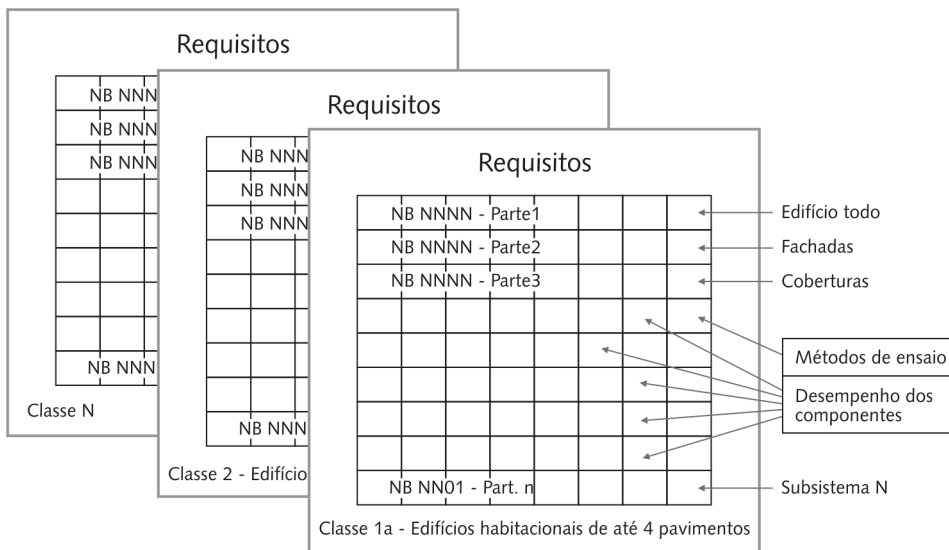 Requisitos
NB NNN
NB NNN
NB NNN
NB NNN
Classe N
Requisitos
NB NNN
NB NNN
NB NNN
NB NNN
Classe 2 - Edifício
Requisitos
NB NNNN - Parte1
NB NNNN - Parte2
NB NNNN - Parte3
NB NN01 - Part. n
Classe 1a - Edifícios habitacionais de até 4 pavimentos
Edifício todo
Fachadas
Coberturas
Métodos de ensaio
Desempenho dos
componentes
Subsistema N